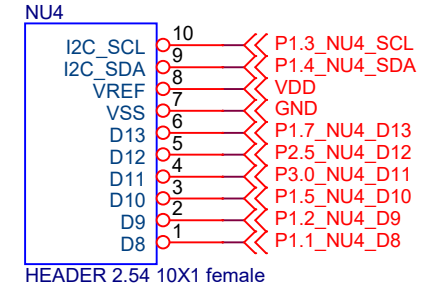 NU4
I2C_SCL 10 P1.3_NU4_SCL
I2C_SDA 9 P1.4_NU4_SDA
VREF 8 VDD
VSS 7 GND
D13 6 P1.7_NU4_D13
D12 5 P2.5_NU4_D12
D11 4 P3.0_NU4_D11
D10 3 P1.5_NU4_D10
D9 2 P1.2_NU4_D9
D8 1 P1.1_NU4_D8
HEADER 2.54 10X1 female